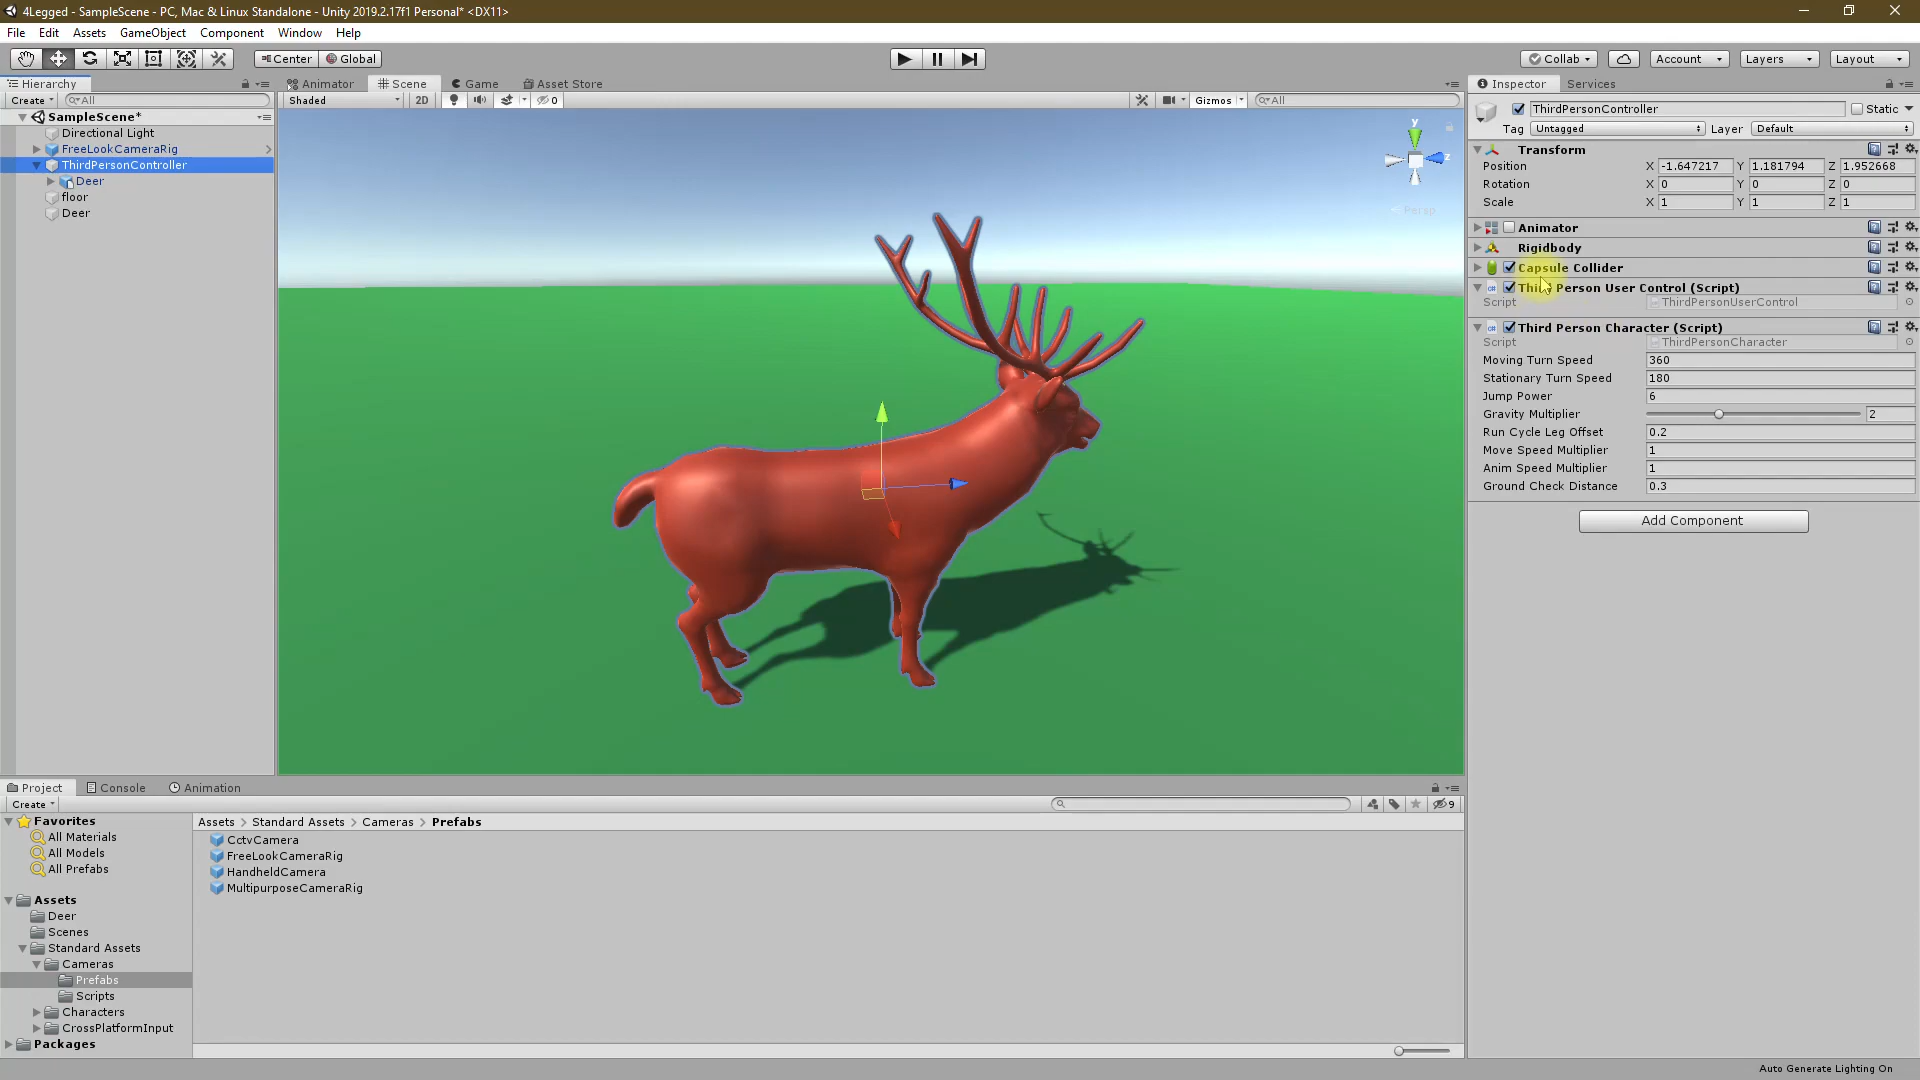 4Legged - SampleScene - PC, Mac & Linux Standalone - Unity 2019.2.17f1 Personal* <DX11>
File Edit Assets GameObject Component Window Help
Center Global Collab Account Layers Layout
Hierarchy Animator Scene Game Asset Store Inspector Services
Create All Shaded 2D 0 Gizmos All
ThirdPersonController Static
SampleScene*
Tag Untagged Layer Default
Directional Light
FreeLookCameraRig
ThirdPersonController
Deer
floor
Deer
y
z
Persp
Transform
Position X -1.647217 Y 1.181794 Z 1.952668
Rotation X 0 Y 0 Z 0
Scale X 1 Y 1 Z 1
Animator
Rigidbody
Capsule Collider
Third Person User Control (Script)
Script ThirdPersonUserControl
Third Person Character (Script)
Script ThirdPersonCharacter
Moving Turn Speed 360
Stationary Turn Speed 180
Jump Power 6
Gravity Multiplier 2
Run Cycle Leg Offset 0.2
Move Speed Multiplier 1
Anim Speed Multiplier 1
Ground Check Distance 0.3
Add Component
Project Console Animation
Create 9
Favorites
All Materials
All Models
All Prefabs
Assets
Deer
Scenes
Standard Assets
Cameras
Prefabs
Scripts
Characters
CrossPlatformInput
Packages
Assets > Standard Assets > Cameras > Prefabs
CctvCamera
FreeLookCameraRig
HandheldCamera
MultipurposeCameraRig
Auto Generate Lighting On